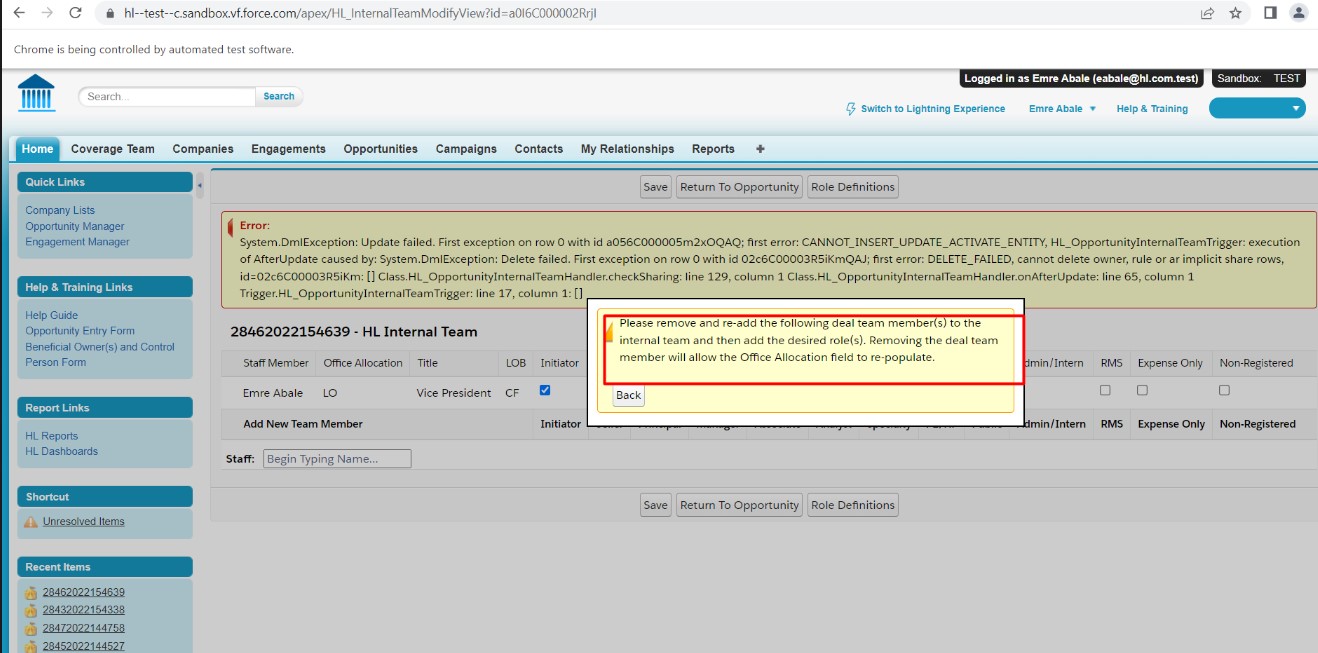 hl--test--c.sandbox.vf.force.com/apex/HL_InternalTeamModifyView?id=a0I6C000002RrjI
Chrome is being controlled by automated test software.
Logged in as Emre Abale (eabale@hl.com.test)
Sandbox: TEST
Search...
Search
Switch to Lightning Experience
Emre Abale
Help & Training
Home
Coverage Team
Companies
Engagements
Opportunities
Campaigns
Contacts
My Relationships
Reports
Quick Links
Company Lists
Opportunity Manager
Engagement Manager
Help & Training Links
Help Guide
Opportunity Entry Form
Beneficial Owner(s) and Control
Person Form
Report Links
HL Reports
HL Dashboards
Shortcut
Unresolved Items
Recent Items
28462022154639
28432022154338
28472022144758
28452022144527
Save
Return To Opportunity
Role Definitions
Error:
System.DmlException: Update failed. First exception on row 0 with id a056C000005m2xOQAQ; first error: CANNOT_INSERT_UPDATE_ACTIVATE_ENTITY, HL_OpportunityInternalTeamTrigger: execution
of AfterUpdate caused by: System.DmlException: Delete failed. First exception on row 0 with id 02c6C00003R5iKmQAJ; first error: DELETE_FAILED, cannot delete owner, rule or ar implicit share rows,
id=02c6C00003R5iKm: [] Class.HL_OpportunityInternalTeamHandler.checkSharing: line 129, column 1 Class.HL_OpportunityInternalTeamHandler.onAfterUpdate: line 65, column 1
Trigger.HL_OpportunityInternalTeamTrigger: line 17, column 1: []
Please remove and re-add the following deal team member(s) to the
internal team and then add the desired role(s). Removing the deal team
member will allow the Office Allocation field to re-populate.
Back
28462022154639 - HL Internal Team
Staff Member Office Allocation Title LOB Initiator dmin/Intern RMS Expense Only Non-Registered
Emre Abale LO Vice President CF
Add New Team Member Initiator dmin/Intern RMS Expense Only Non-Registered
Staff: Begin Typing Name...
Save
Return To Opportunity
Role Definitions